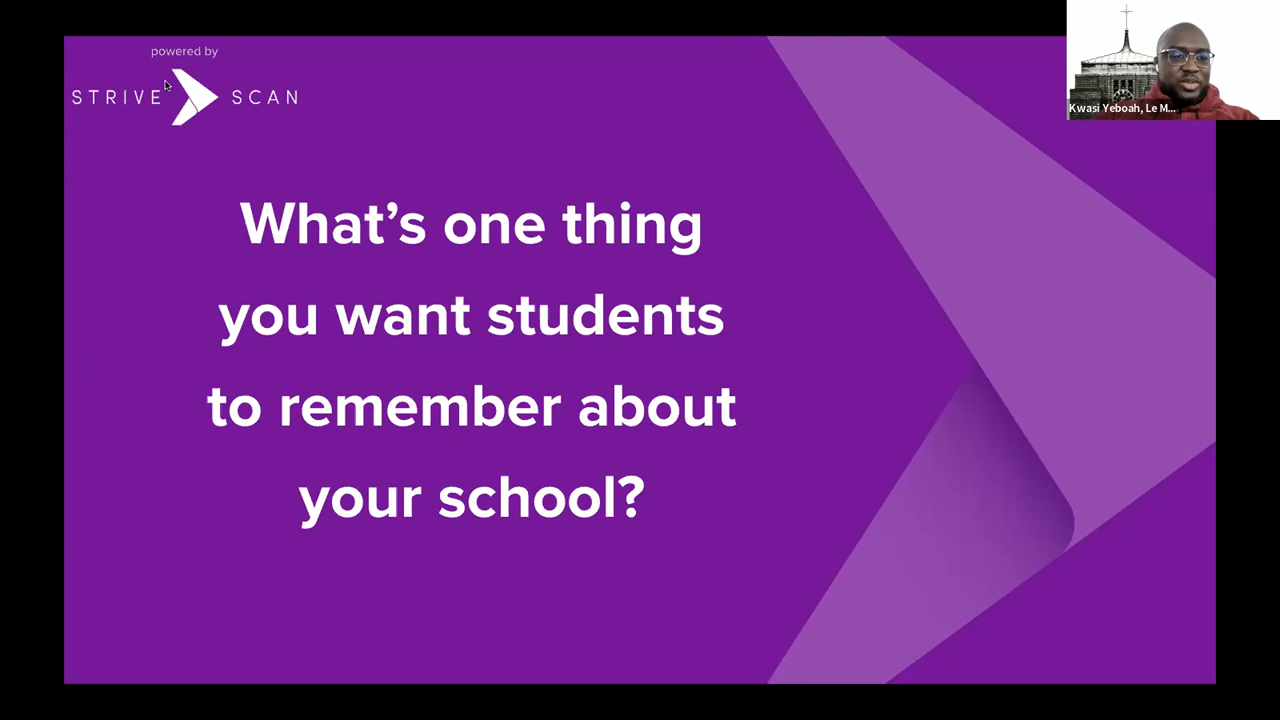 powered by
STRIVE SCAN
Kwasi Yeboah, Le M...
What's one thing
you want students
to remember about
your school?